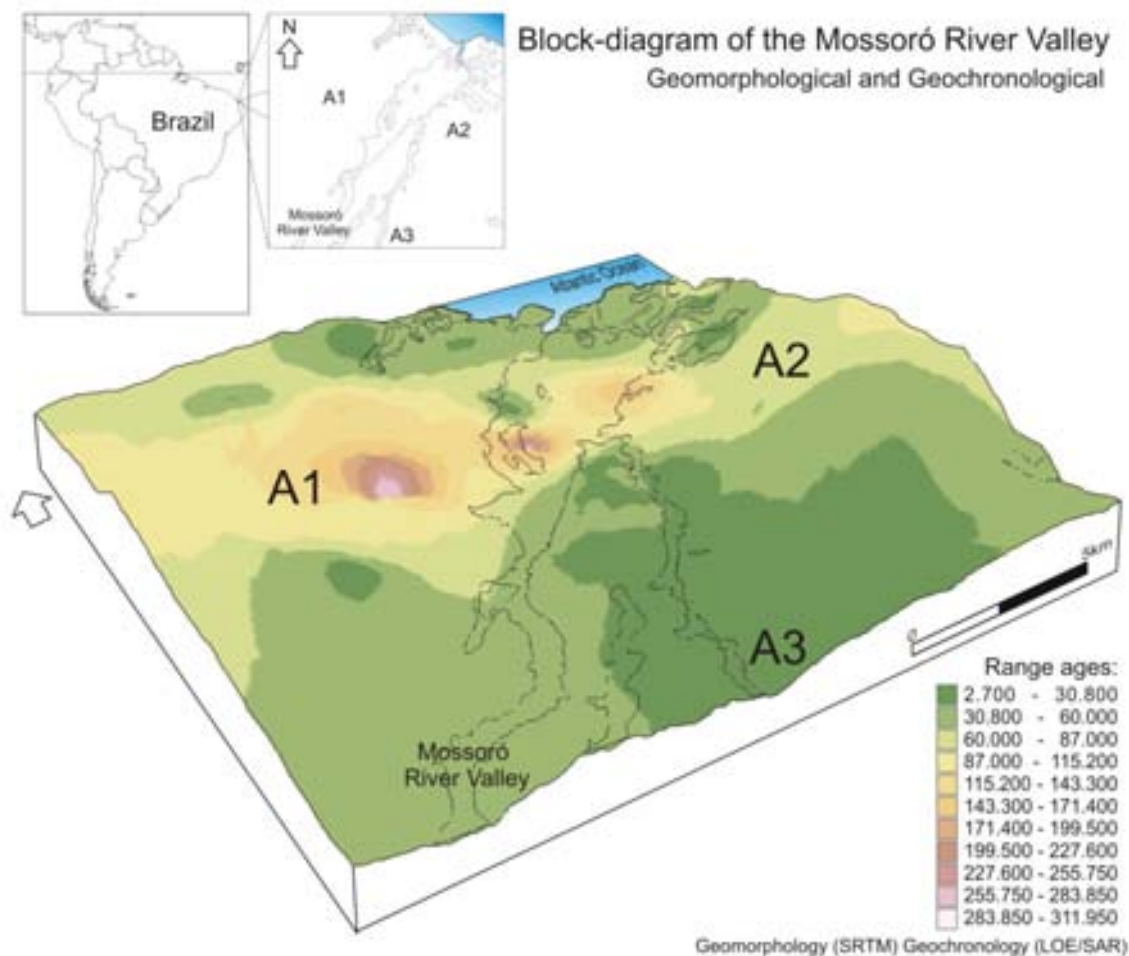 Block-diagram of the Mossoró River Valley
Geomorphological and Geochronological
0°
Brazil
N
A1
A2
Mossoró
River Valley
A3
Atlantic Ocean
A2
A1
A3
Mossoró
River Valley
0
5km
Range ages:
2.700 - 30.800
30.800 - 60.000
60.000 - 87.000
87.000 - 115.200
115.200 - 143.300
143.300 - 171.400
171.400 - 199.500
199.500 - 227.600
227.600 - 255.750
255.750 - 283.850
283.850 - 311.950
Geomorphology (SRTM) Geochronology (LOE/SAR)